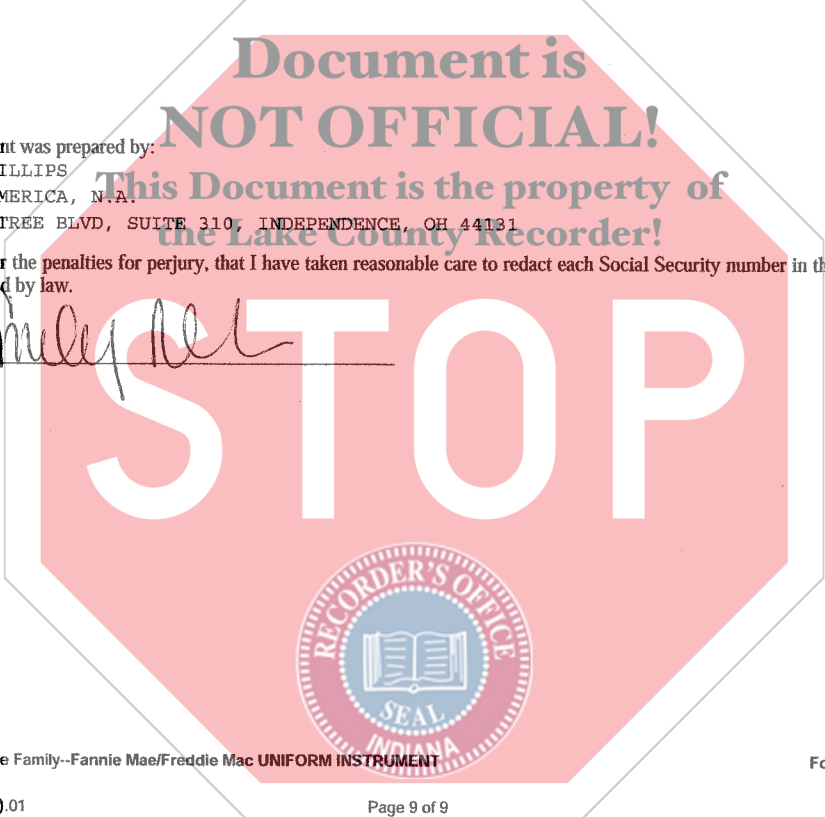 Document is
NOT OFFICIAL!
nt was prepared by:
ILLIPS
This Document is the property of
MERICA, N.A.
TREE BLVD, SUITE 310, INDEPENDENCE, OH 44131
the Lake County Recorder!
r the penalties for perjury, that I have taken reasonable care to redact each Social Security number in th
d by law.
STOP
RECORDER'S OFFICE
SEAL
INDIANA
e Family--Fannie Mae/Freddie Mac UNIFORM INSTRUMENT Fo
).01 Page 9 of 9